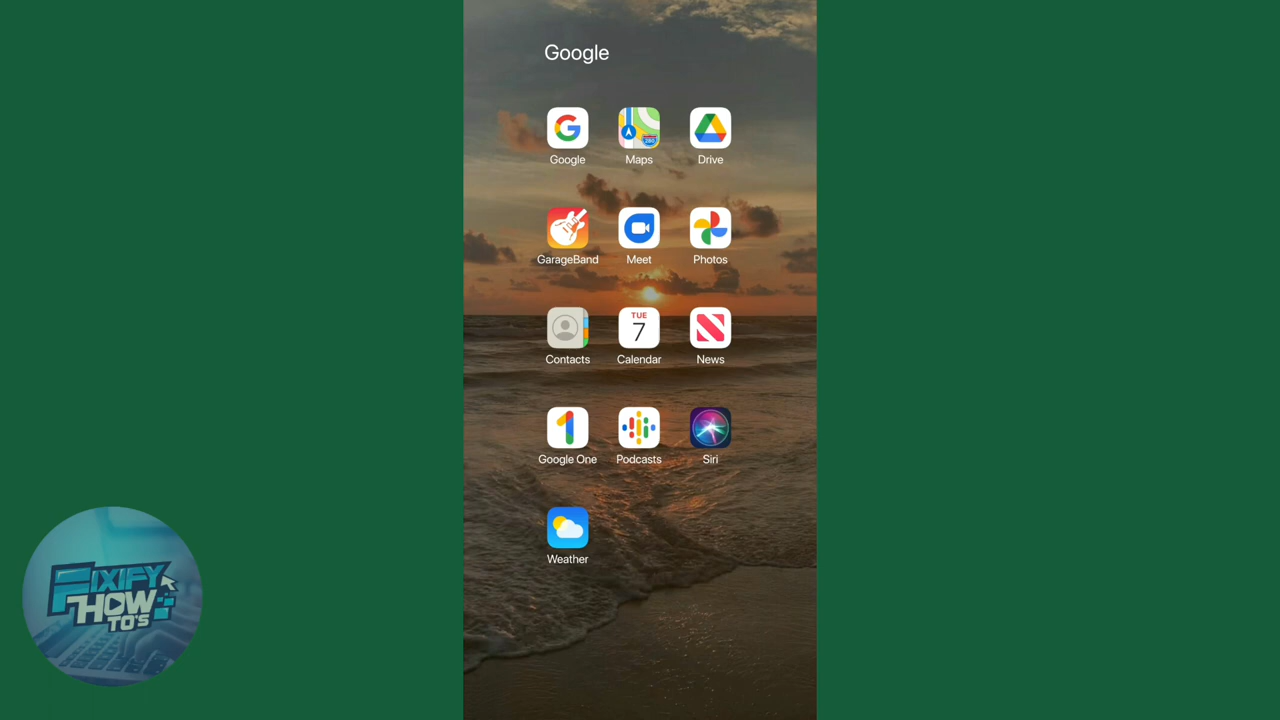 Google
Google
Maps
Drive
280
GarageBand
Meet
Photos
Contacts
TUE
7
Calendar
News
Google One
Podcasts
Siri
Weather
FIXIFY
HOW
TO'S